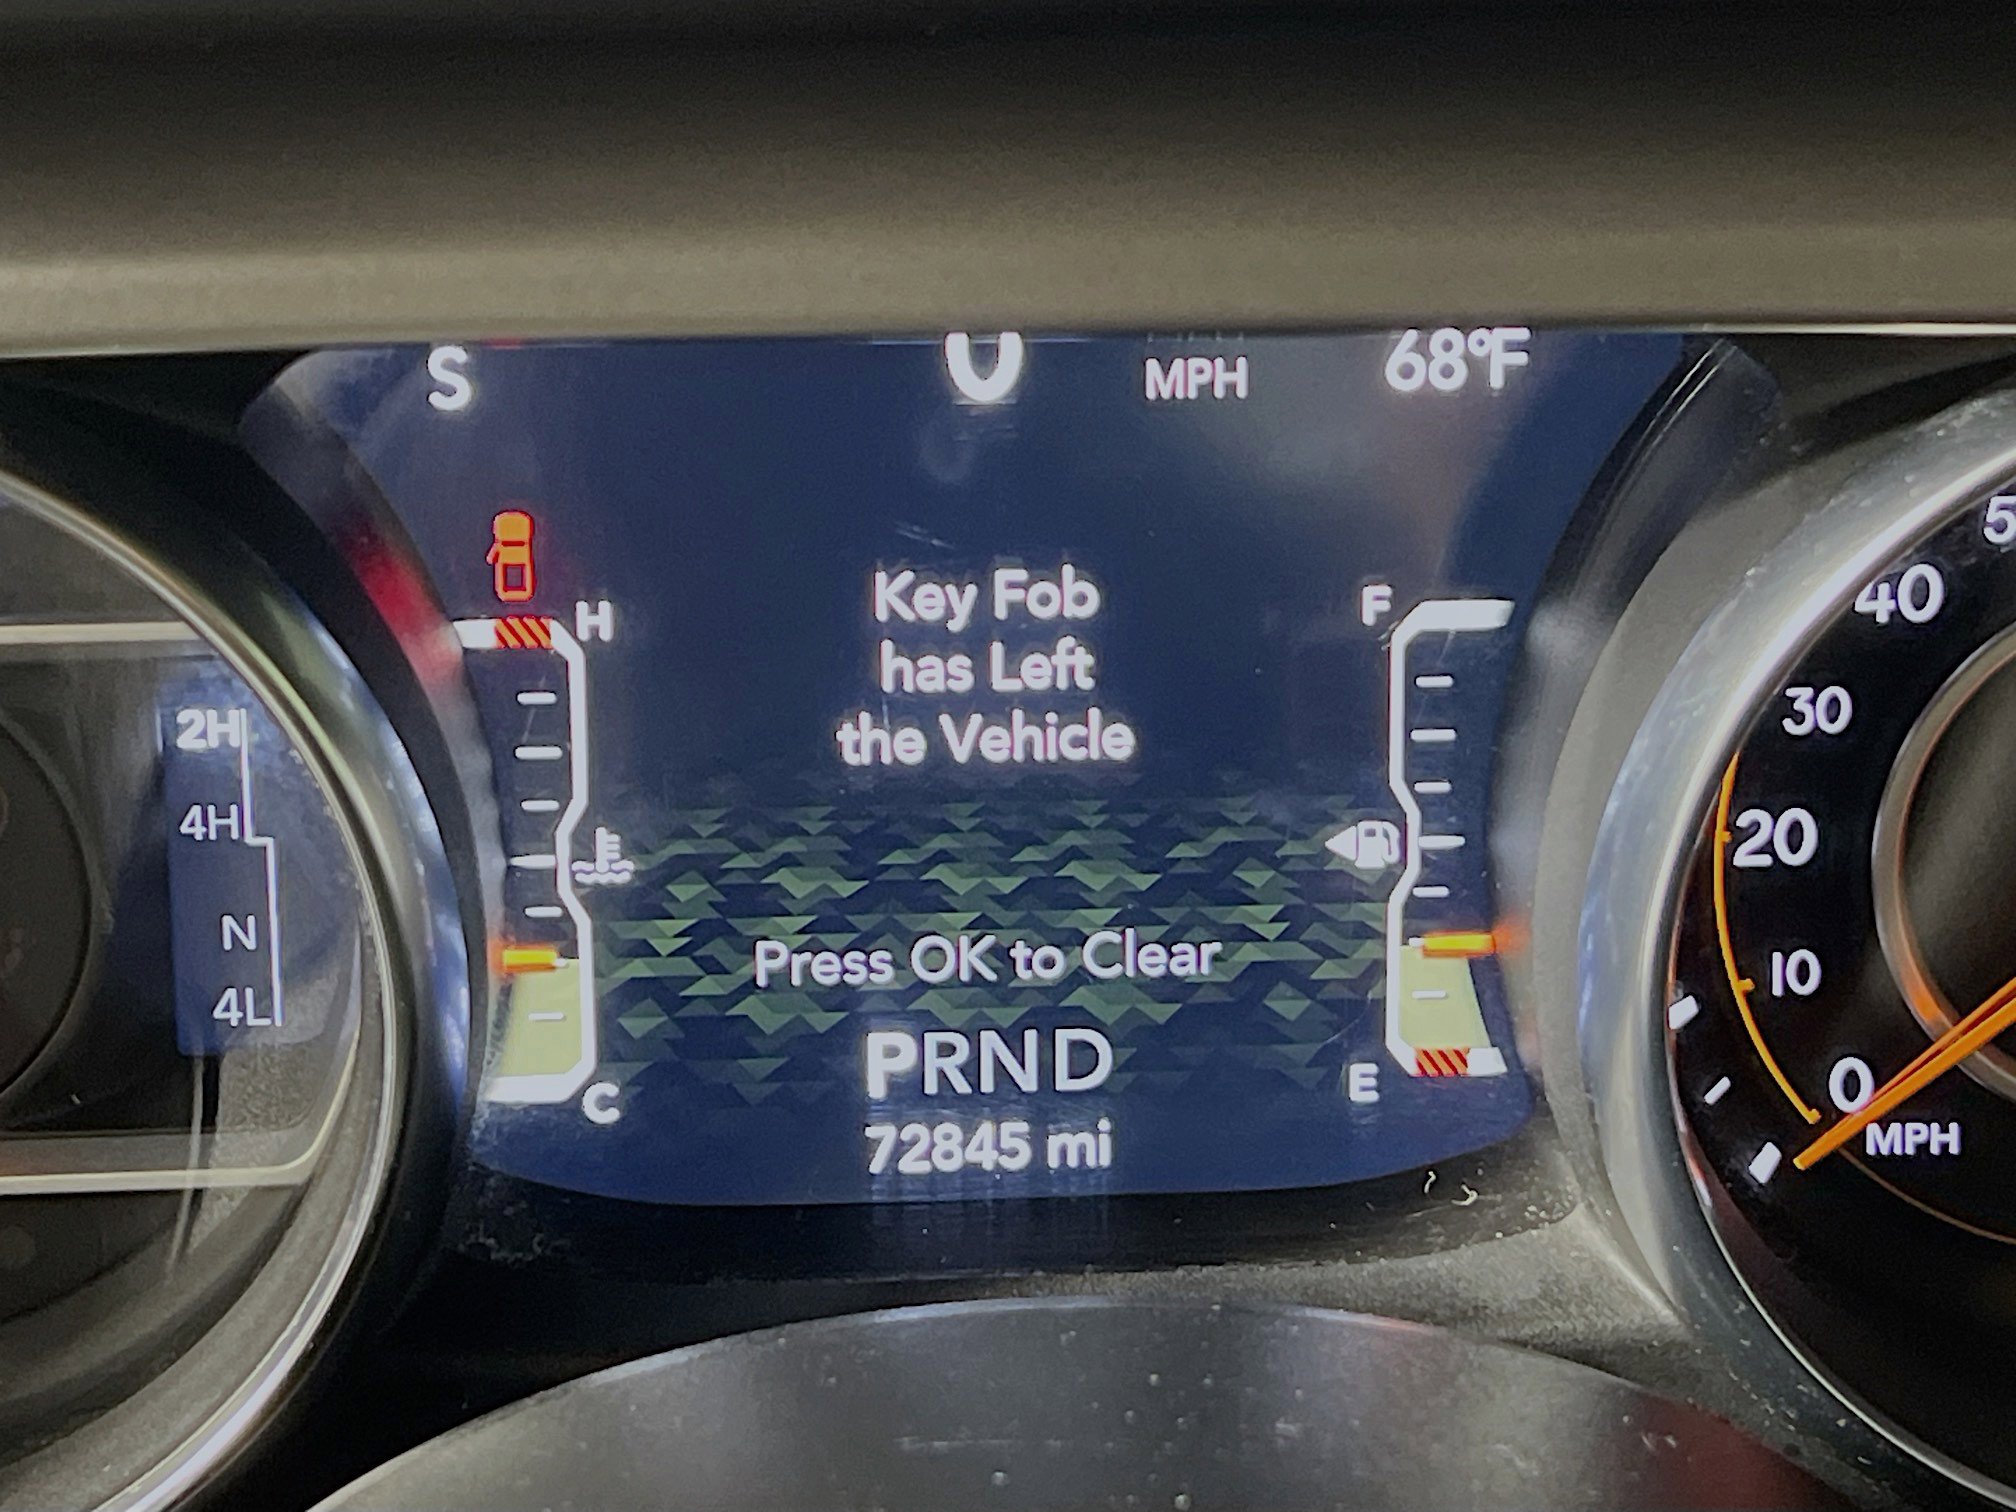 S 0 MPH 68°F
5
40
Key Fob
H
F
has Left
30
2H
the Vehicle
4H
20
N
Press OK to Clear
10
4L
PRND
0
E
C
MPH
72845 mi